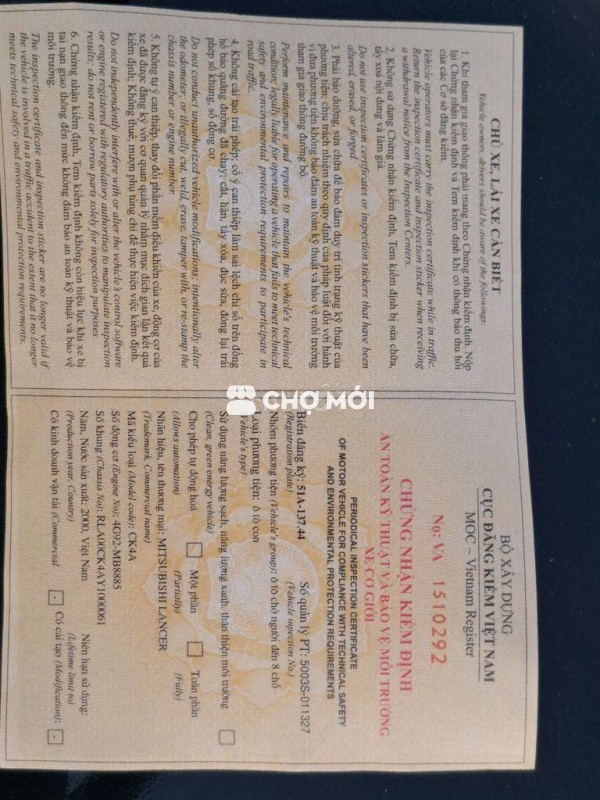 CHỦ XE, LÁI XE CẦN BIẾT
Vehicle owners, drivers should be aware of the followings
1. Khi tham gia giao thông phải mang theo Chứng nhận kiểm định. Nộp
lại Chứng nhận kiểm định và Tem kiểm định khi có thông báo thu hồi
của các Cơ sở đăng kiểm.
Vehicle operators must carry the inspection certificate while in traffic.
Return the inspection certificate and inspection sticker when receiving
a withdrawal notice from the Inspection Centers.
2. Không sử dụng Chứng nhận kiểm định, Tem kiểm định bị sửa chữa,
tẩy xoá nội dung và làm giả.
Do not use inspection certificates or inspection stickers that have been
altered, erased, or forged.
3. Phải bảo dưỡng, sửa chữa để bảo đảm duy trì tình trạng kỹ thuật của
phương tiện; chịu trách nhiệm theo quy định của pháp luật đối với hành
vi đưa phương tiện không bảo đảm an toàn kỹ thuật và bảo vệ môi trường
tham gia giao thông đường bộ.
Perform maintenance and repairs to maintain the vehicle's technical
condition; legally liable for operating a vehicle that fails to meet technical
safety and environmental protection requirements to participate in
road traffic.
4. Không cải tạo trái phép; cố ý can thiệp làm sai lệch chỉ số trên đồng
hồ báo quãng đường đã chạy; cắt, hàn, tẩy xóa, đục sửa, đóng lại trái
phép số khung, số động cơ.
Do not conduct unauthorized vehicle modifications; intentionally alter
the odometer; or illegally cut, weld, erase, tamper with, or re-stamp the
chassis number or engine number.
5. Không tự ý can thiệp, thay đổi phần mềm điều khiển của xe, động cơ của
xe đã được đăng ký với cơ quan quản lý nhằm mục đích gian lận kết quả
kiểm định; Không thuê, mượn phụ tùng chỉ để thực hiện việc kiểm định.
Do not independently interfere with or alter the vehicle's control software
or engine registered with regulatory authorities to manipulate inspection
results; do not rent or borrow parts solely for inspection purposes
6. Chứng nhận kiểm định, Tem kiểm định không còn hiệu lực khi xe bị
tai nạn giao thông đến mức không đảm bảo an toàn kỹ thuật và bảo vệ
môi trường.
The inspection certificate and inspection sticker are no longer valid if
the vehicle is involved in a traffic accident to the extent that it no longer
meets technical safety and environmental protection requirements.
BỘ XÂY DỰNG
CỤC ĐĂNG KIỂM VIỆT NAM
MOC – Vietnam Register
No: VA 1510292
CHỨNG NHẬN KIỂM ĐỊNH
AN TOÀN KỸ THUẬT VÀ BẢO VỆ MÔI TRƯỜNG
XE CƠ GIỚI
PERIODICAL INSPECTION CERTIFICATE
OF MOTOR VEHICLE FOR COMPLIANCE WITH TECHNICAL SAFETY
AND ENVIRONMENTAL PROTECTION REQUIREMENTS
Biển đăng ký: 51A-137.44 Số quản lý PT: 5003S-011327
(Registration plate) (Vehicle inpection No.)
Nhóm phương tiện (Vehicle's group): ô tô chở người đến 8 chỗ
Loại phương tiện: ô tô con
(Vehicle's type)
Sử dụng năng lượng sạch, năng lượng xanh, thân thiện môi trường
(Clean, green energy vehicle)
Cho phép tự động hoá Một phần Toàn phần
(Allows automation) (Partially) (Fully)
Nhãn hiệu, tên thương mại: MITSUBISHI LANCER
(Trademark, Commercial name)
Mã kiểu loại (Model code): CK4A
Số động cơ (Engine No): 4G92-MB8885
Số khung (Chassis No): RLA00CK4AY1000061
Năm, Nước sản xuất: 2000, Việt Nam Niên hạn sử dụng:
(Production year, Country) (Lifetime limit to)
Có kinh doanh vận tải (Commercial - Có cải tạo (Modification): -
CHỢ MỚI